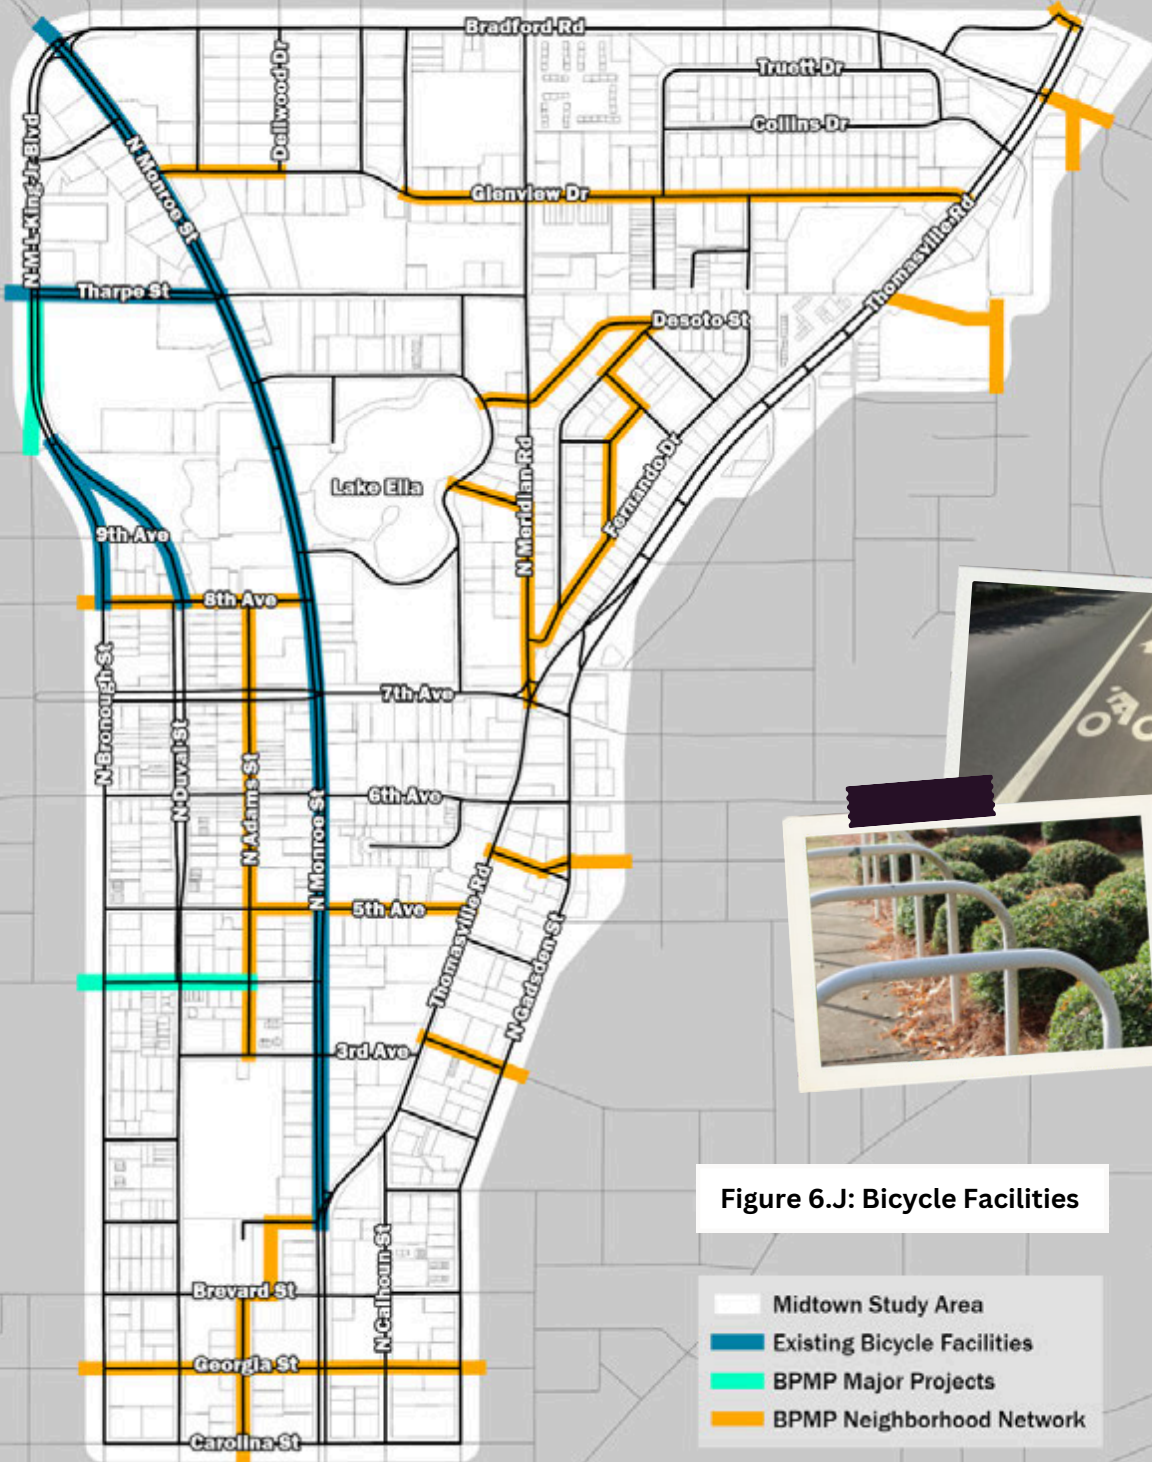 Bradford Rd
Truett Dr
Dellwood Dr
Collins Dr
N M L King Jr Blvd
N Monroe St
Glenview Dr
Thomasville Rd
Tharpe St
Desoto St
Lake Ella
N Meridian Rd
Fernando Dr
9th Ave
8th Ave
N Bronough St
7th Ave
N Duval St
N Adams St
6th Ave
N Monroe St
5th Ave
Thomasville Rd
N Gadsden St
3rd Ave
N Calhoun St
Brevard St
Georgia St
Carolina St
Figure 6.J: Bicycle Facilities
Midtown Study Area
Existing Bicycle Facilities
BPMP Major Projects
BPMP Neighborhood Network